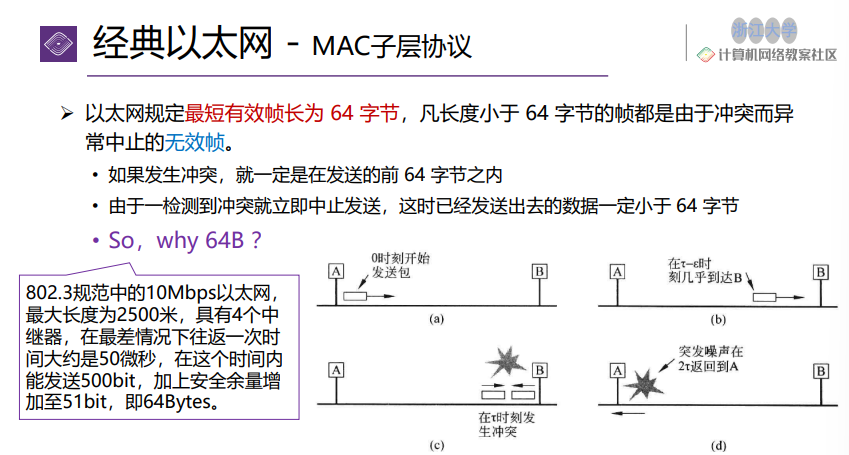 经典以太网 - MAC子层协议
浙江大学
计算机网络教案社区
➢ 以太网规定最短有效帧长为 64 字节，凡长度小于 64 字节的帧都是由于冲突而异
常中止的无效帧。
• 如果发生冲突，就一定是在发送的前 64 字节之内
• 由于一检测到冲突就立即中止发送，这时已经发送出去的数据一定小于 64 字节
• So，why 64B？
802.3规范中的10Mbps以太网，
最大长度为2500米，具有4个中
继器，在最差情况下往返一次时
间大约是50微秒，在这个时间内
能发送500bit，加上安全余量增
加至51bit，即64Bytes。
A
0时刻开始
发送包
B
(a)
A
在τ-ε时
刻几乎到达B
B
(b)
A
B
在τ时刻发
生冲突
(c)
A
突发噪声在
2τ返回到A
B
(d)